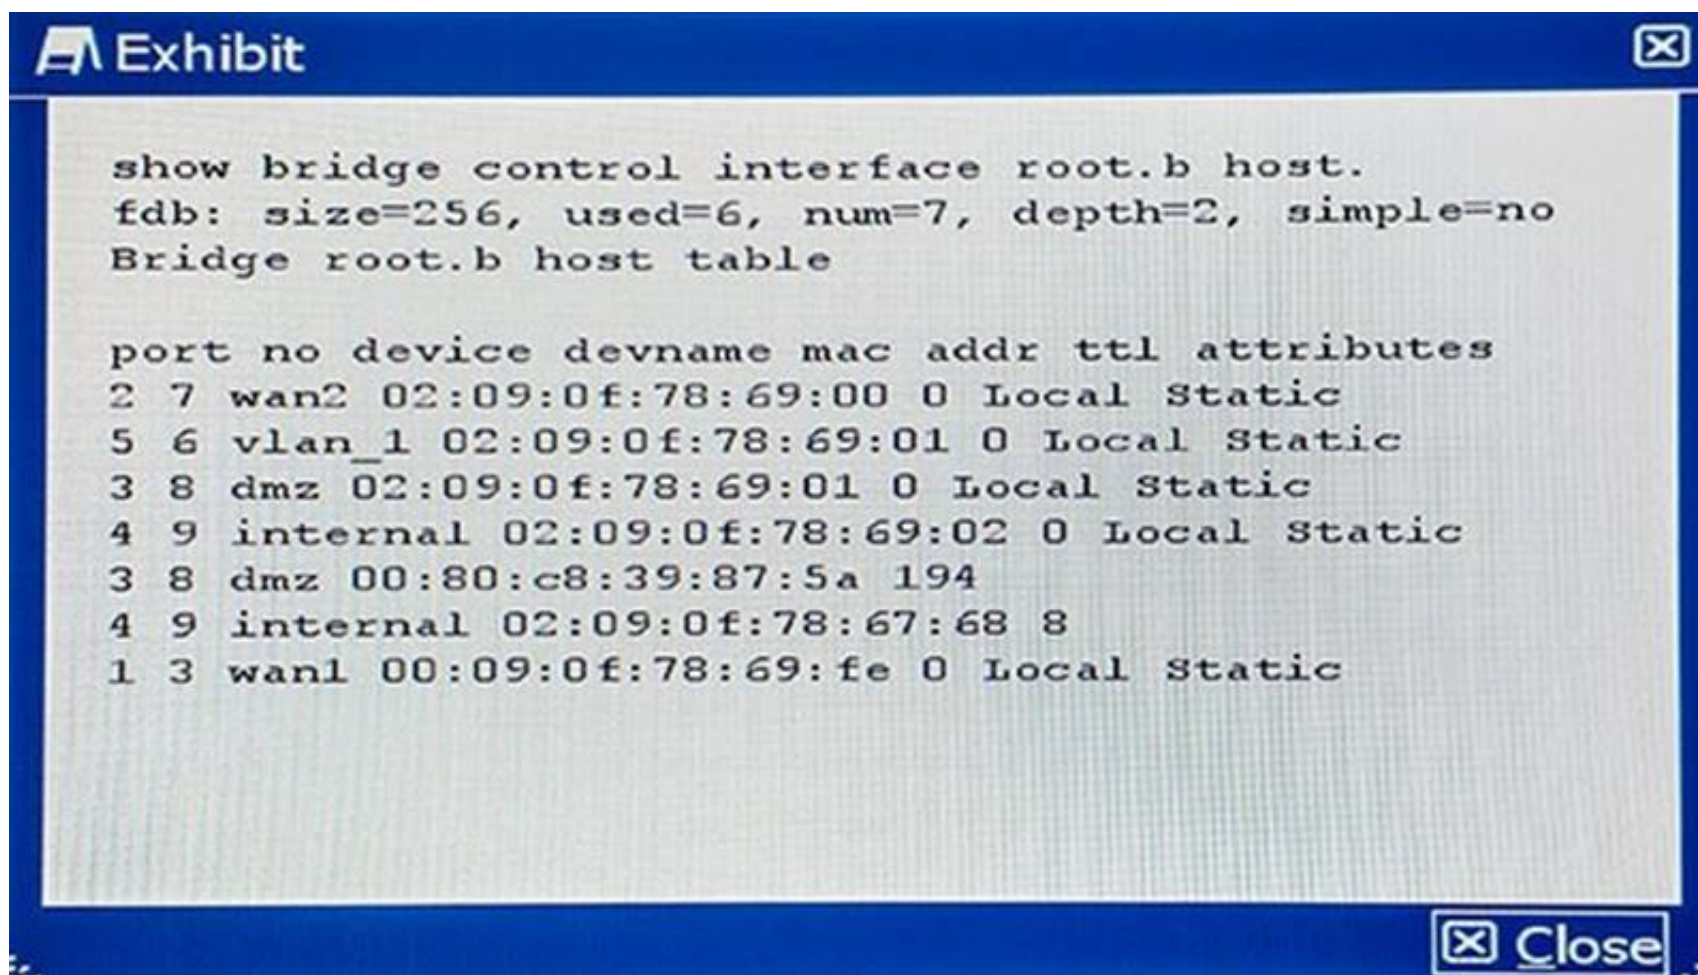 Exhibit
show bridge control interface root.b host.
fdb: size=256, used=6, num=7, depth=2, simple=no
Bridge root.b host table
port no device devname mac addr ttl attributes
2 7 wan2 02:09:0f:78:69:00 0 Local Static
5 6 vlan_1 02:09:0f:78:69:01 0 Local Static
3 8 dmz 02:09:0f:78:69:01 0 Local Static
4 9 internal 02:09:0f:78:69:02 0 Local Static
3 8 dmz 00:80:c8:39:87:5a 194
4 9 internal 02:09:0f:78:67:68 8
1 3 wan1 00:09:0f:78:69:fe 0 Local Static
Close